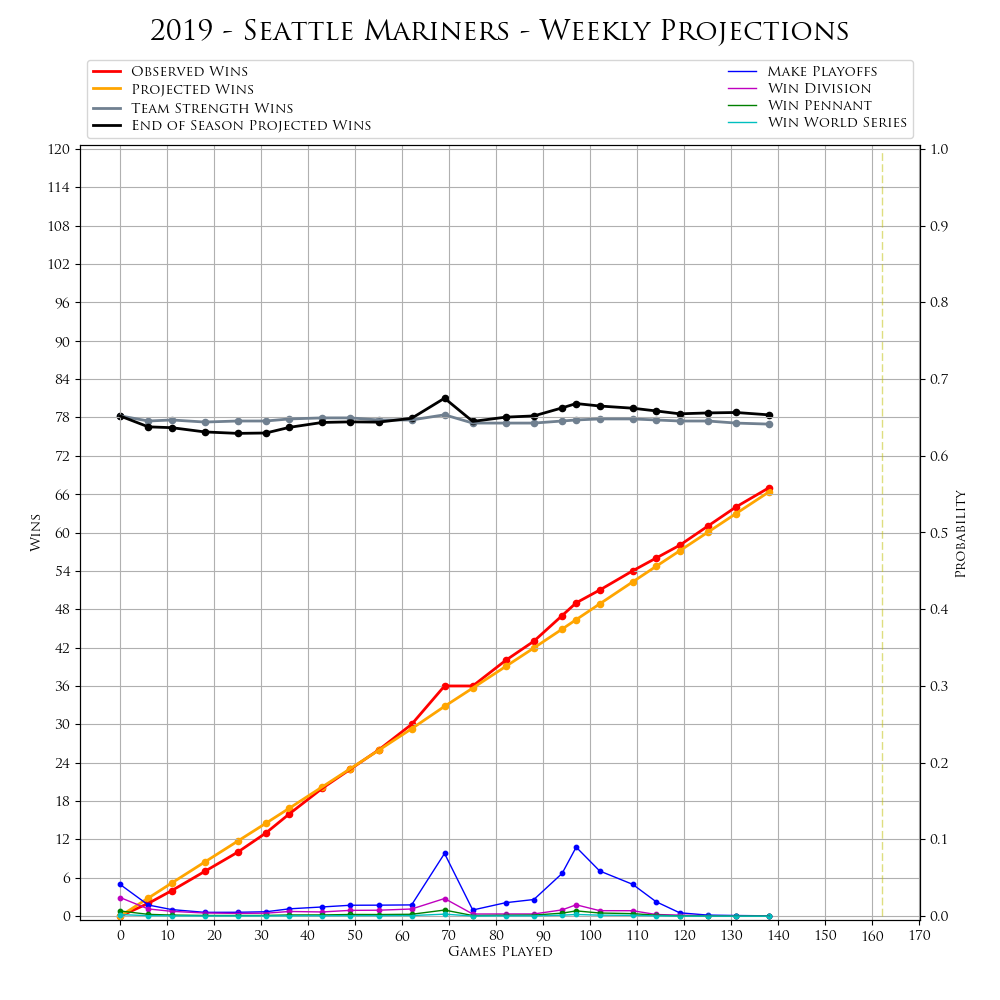 2019 - Seattle Mariners - Weekly Projections
Observed Wins
Projected Wins
Team Strength Wins
End of Season Projected Wins
Make Playoffs
Win Division
Win Pennant
Win World Series
120
114
108
102
96
90
84
78
72
66
60
54
48
42
36
30
24
18
12
6
0
Wins
1.0
0.9
0.8
0.7
0.6
0.5
0.4
0.3
0.2
0.1
0.0
Probability
0 10 20 30 40 50 60 70 80 90 100 110 120 130 140 150 160 170
Games Played